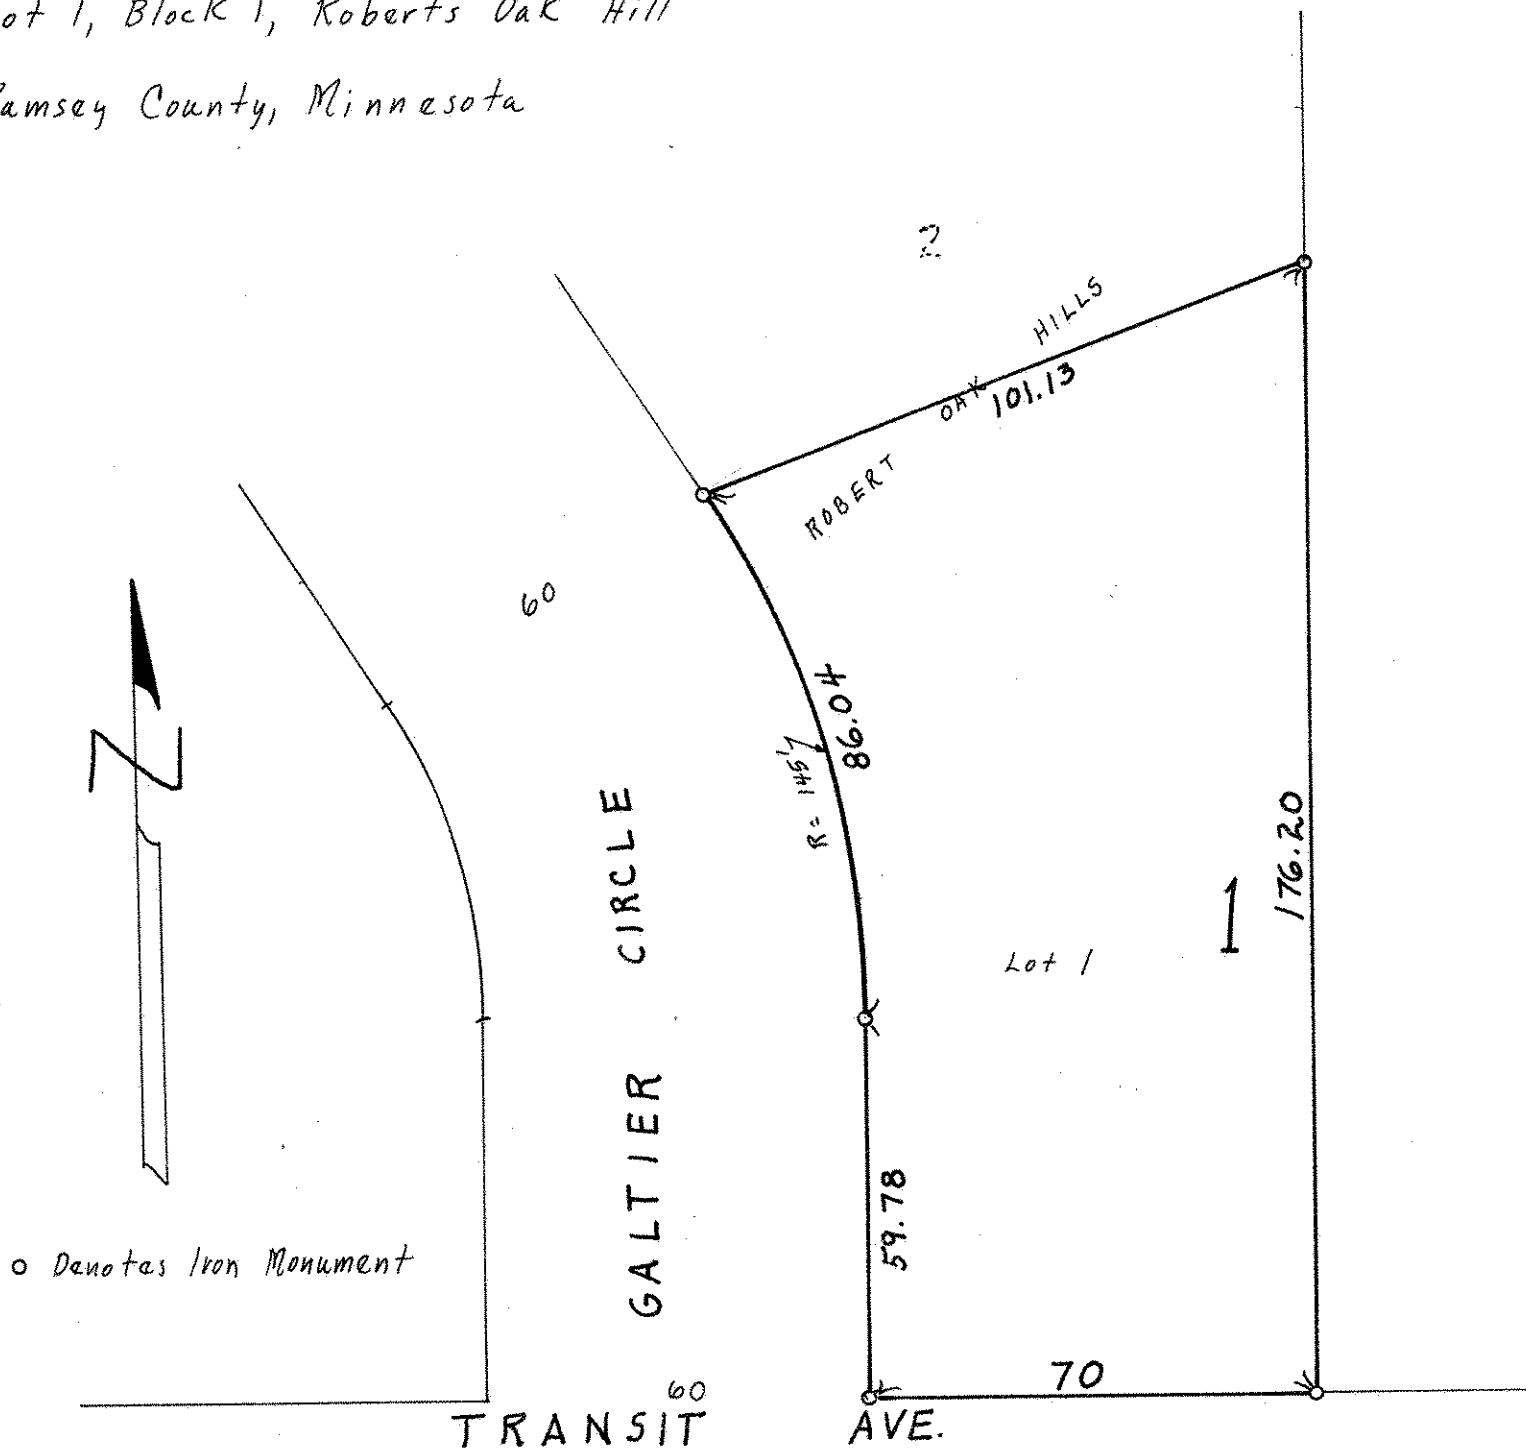 ot 1, Block 1, Roberts Oak Hill
amsey County, Minnesota
2
ROBERT OAK HILLS
101.13
60
86.04
R = 145'
N
176.20
1
Lot 1
GALTIER CIRCLE
59.78
o Denotes Iron Monument
70
60
TRANSIT AVE.